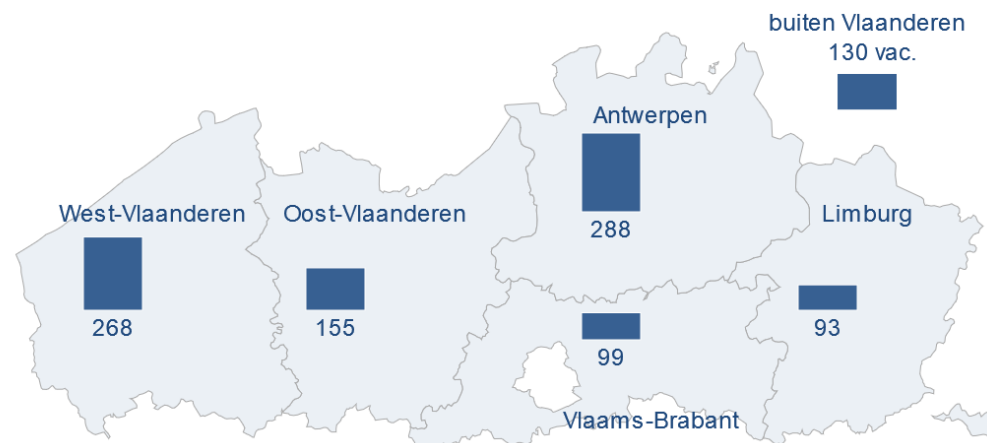 buiten Vlaanderen
130 vac.
Antwerpen
288
West-Vlaanderen
268
Oost-Vlaanderen
155
Limburg
93
99
Vlaams-Brabant